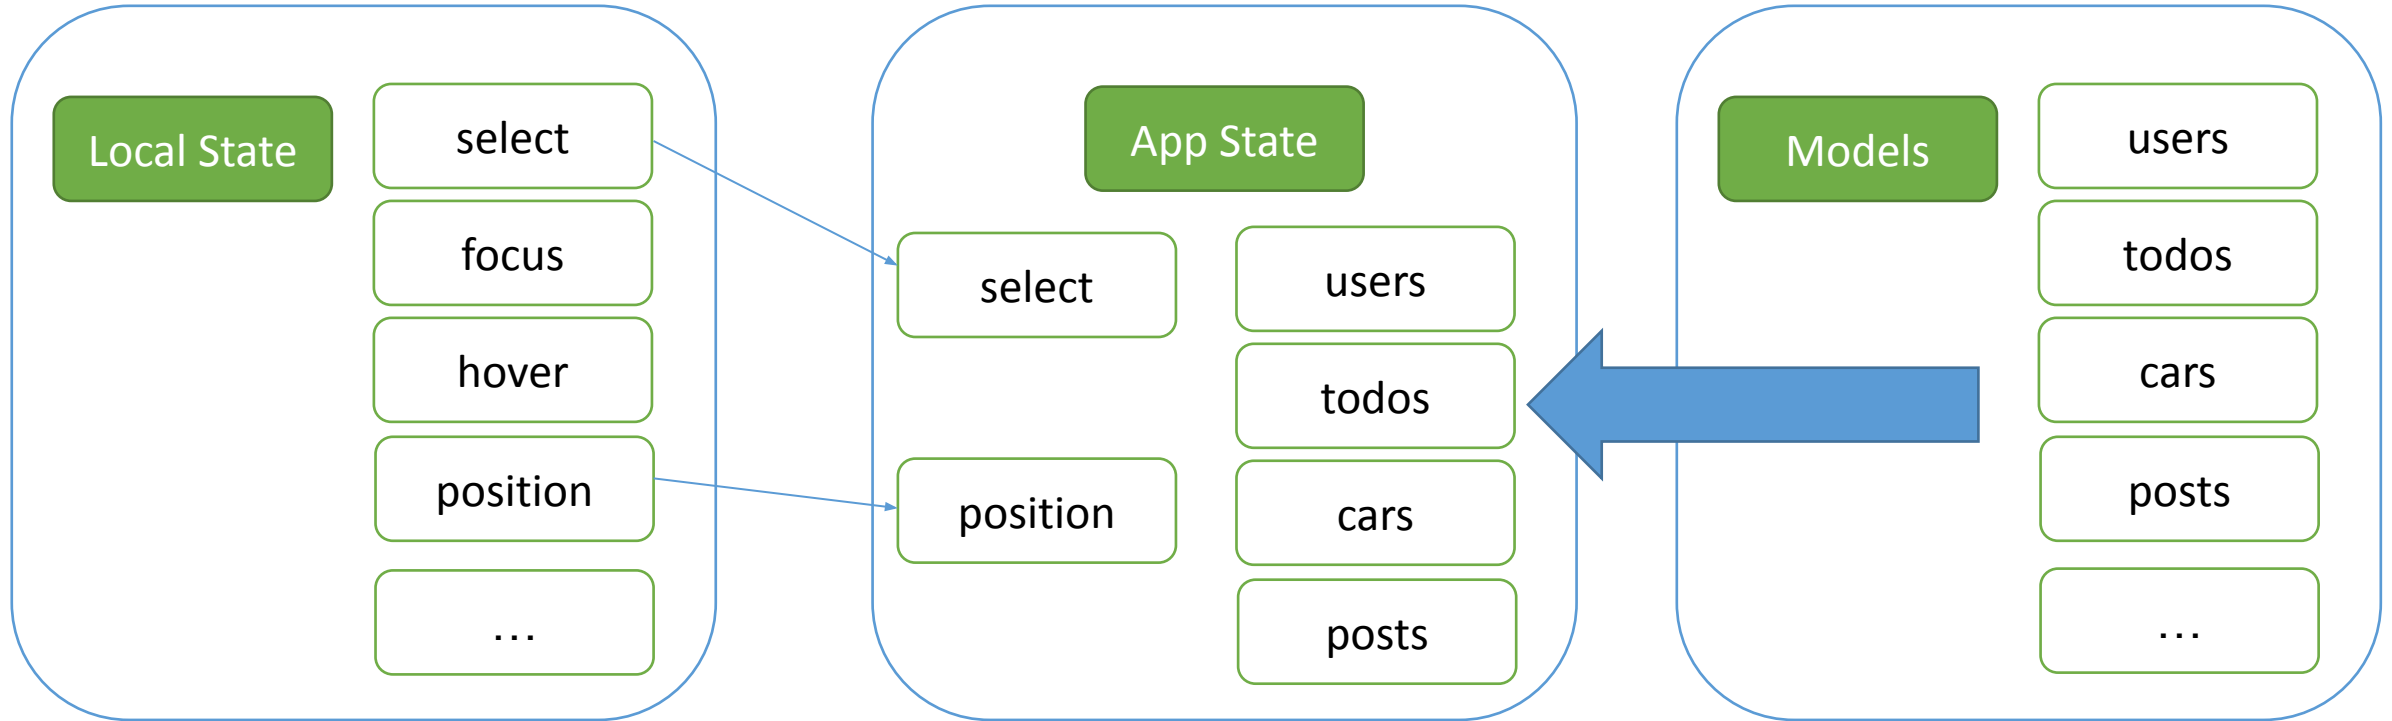 Local State
select
focus
hover
position
...
App State
select
position
users
todos
cars
posts
Models
users
todos
cars
posts
...